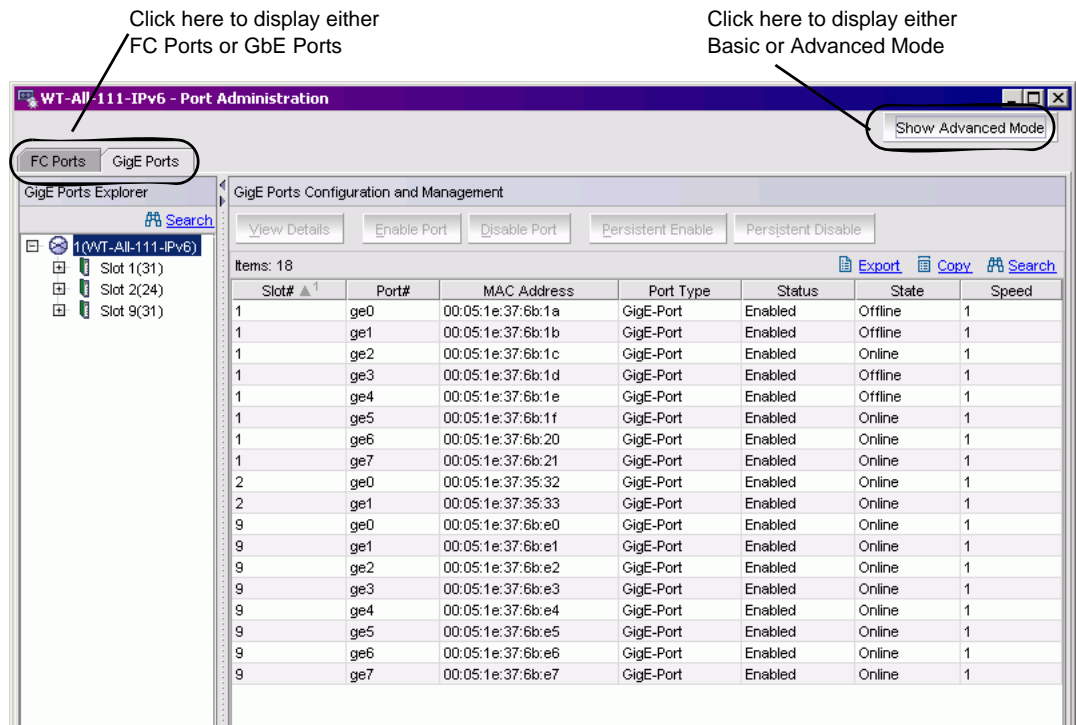 Click here to display either
FC Ports or GbE Ports
Click here to display either
Basic or Advanced Mode
WT-All-111-IPv6 - Port Administration
Show Advanced Mode
FC Ports GigE Ports
GigE Ports Explorer
Search
1(WT-All-111-IPv6)
Slot 1(31)
Slot 2(24)
Slot 9(31)
GigE Ports Configuration and Management
View Details Enable Port Disable Port Persistent Enable Persistent Disable
Items: 18 Export Copy Search
Slot# 1 Port# MAC Address Port Type Status State Speed
1 ge0 00:05:1e:37:6b:1a GigE-Port Enabled Offline 1
1 ge1 00:05:1e:37:6b:1b GigE-Port Enabled Offline 1
1 ge2 00:05:1e:37:6b:1c GigE-Port Enabled Online 1
1 ge3 00:05:1e:37:6b:1d GigE-Port Enabled Offline 1
1 ge4 00:05:1e:37:6b:1e GigE-Port Enabled Offline 1
1 ge5 00:05:1e:37:6b:1f GigE-Port Enabled Online 1
1 ge6 00:05:1e:37:6b:20 GigE-Port Enabled Online 1
1 ge7 00:05:1e:37:6b:21 GigE-Port Enabled Online 1
2 ge0 00:05:1e:37:35:32 GigE-Port Enabled Online 1
2 ge1 00:05:1e:37:35:33 GigE-Port Enabled Online 1
9 ge0 00:05:1e:37:6b:e0 GigE-Port Enabled Online 1
9 ge1 00:05:1e:37:6b:e1 GigE-Port Enabled Online 1
9 ge2 00:05:1e:37:6b:e2 GigE-Port Enabled Online 1
9 ge3 00:05:1e:37:6b:e3 GigE-Port Enabled Online 1
9 ge4 00:05:1e:37:6b:e4 GigE-Port Enabled Online 1
9 ge5 00:05:1e:37:6b:e5 GigE-Port Enabled Online 1
9 ge6 00:05:1e:37:6b:e6 GigE-Port Enabled Online 1
9 ge7 00:05:1e:37:6b:e7 GigE-Port Enabled Online 1